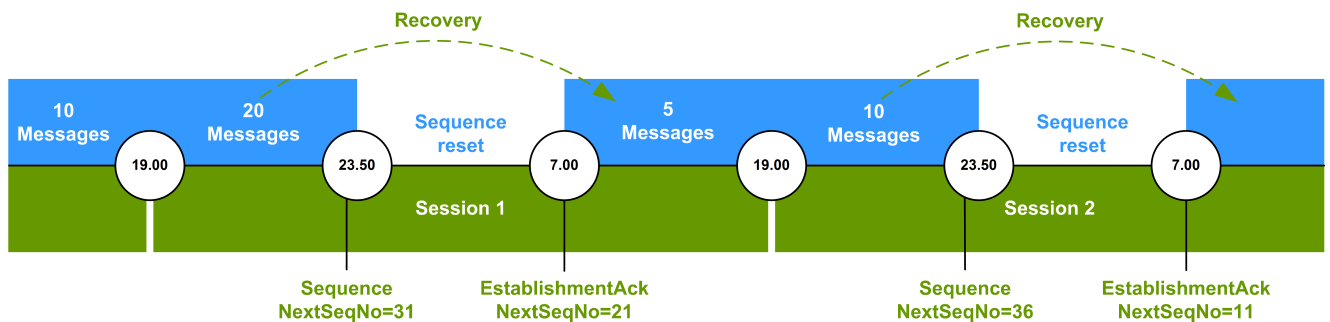 Recovery
Recovery
10
Messages
20
Messages
Sequence
reset
5
Messages
10
Messages
Sequence
reset
19.00
23.50
7.00
19.00
23.50
7.00
Session 1
Session 2
Sequence
NextSeqNo=31
EstablishmentAck
NextSeqNo=21
Sequence
NextSeqNo=36
EstablishmentAck
NextSeqNo=11